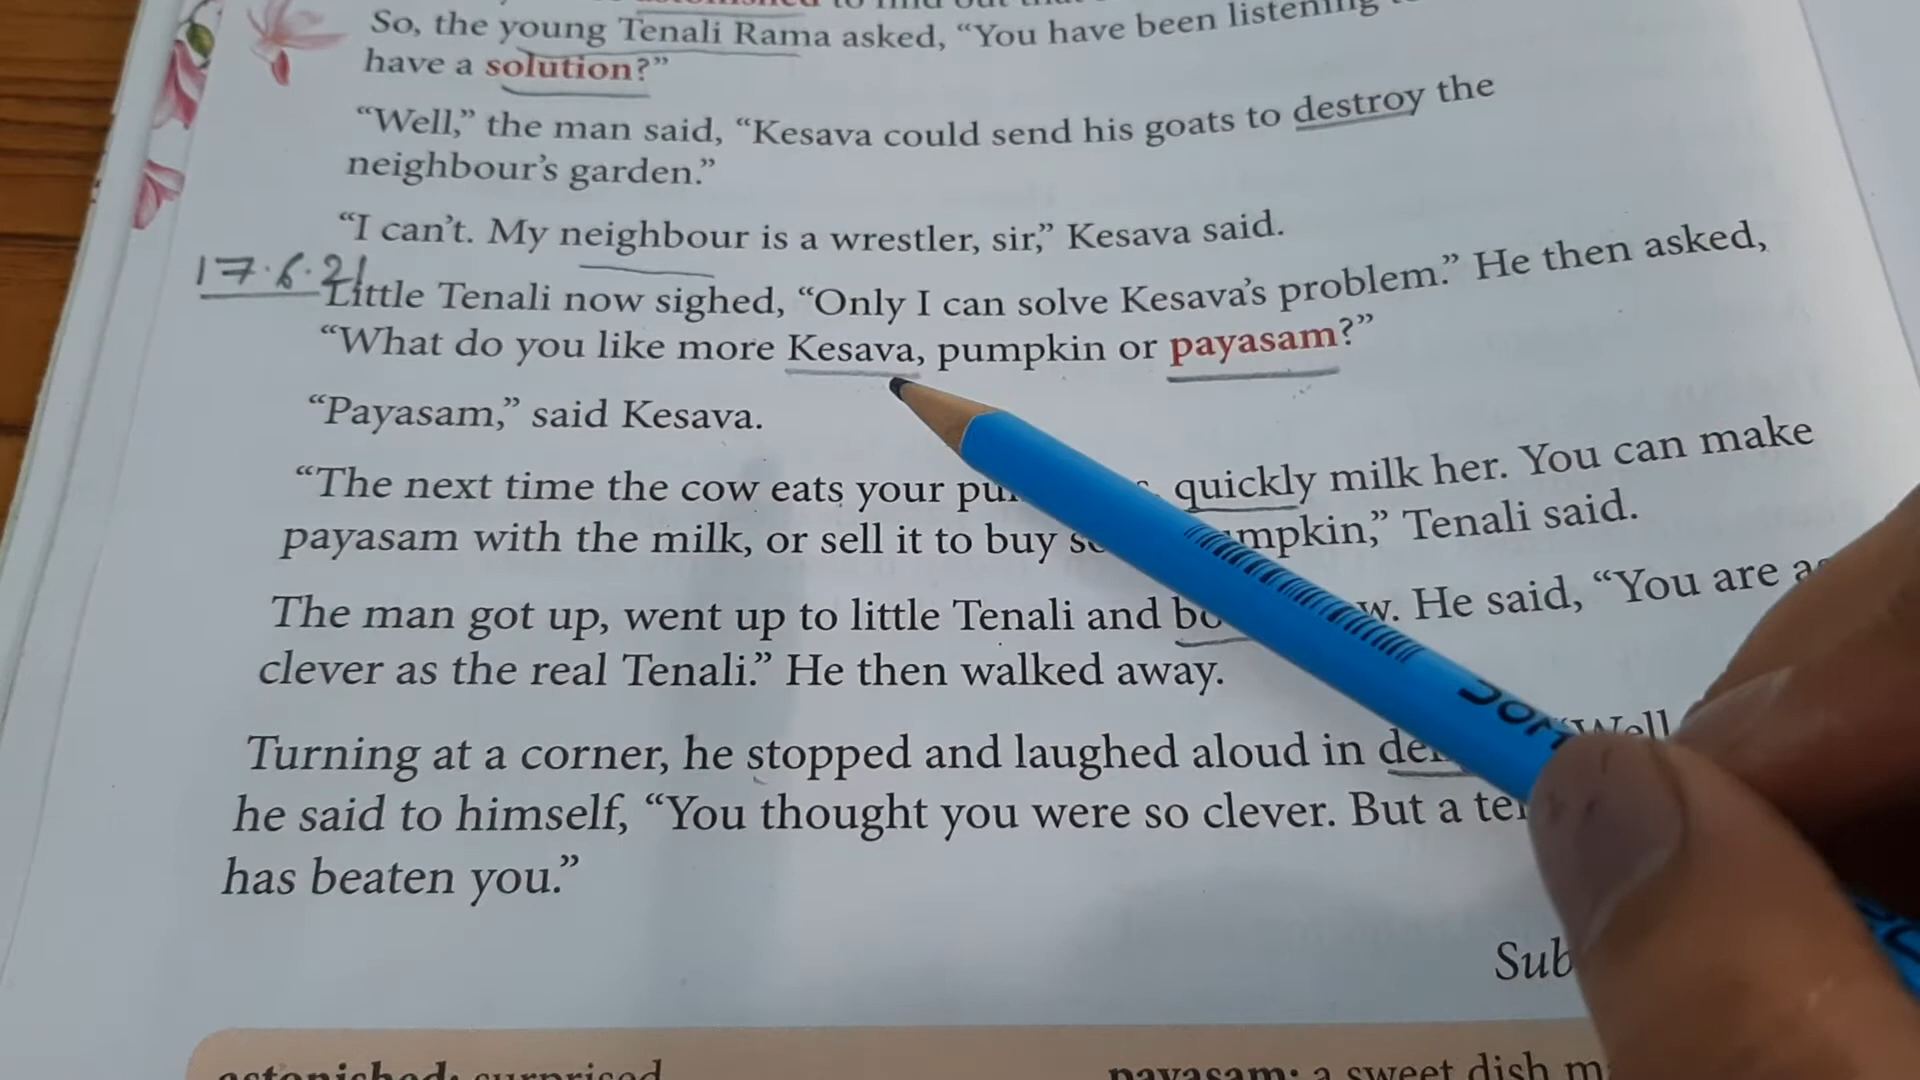 So, the young Tenali Rama asked, “You have been listening
have a solution?”
“Well,” the man said, “Kesava could send his goats to destroy the
neighbour’s garden.”
“I can’t. My neighbour is a wrestler, sir,” Kesava said.
17.6.21
Little Tenali now sighed, “Only I can solve Kesava’s problem.” He then asked,
“What do you like more Kesava, pumpkin or payasam?”
“Payasam,” said Kesava.
“The next time the cow eats your quickly milk her. You can make
payasam with the milk, or sell it to buy Tenali said.
The man got up, went up to little Tenali and He said, “You are
clever as the real Tenali.” He then walked away.
Turning at a corner, he stopped and laughed aloud in “Well
he said to himself, “You thought you were so clever. But a
has beaten you.”
astonished: surprised
payasam: a sweet dish